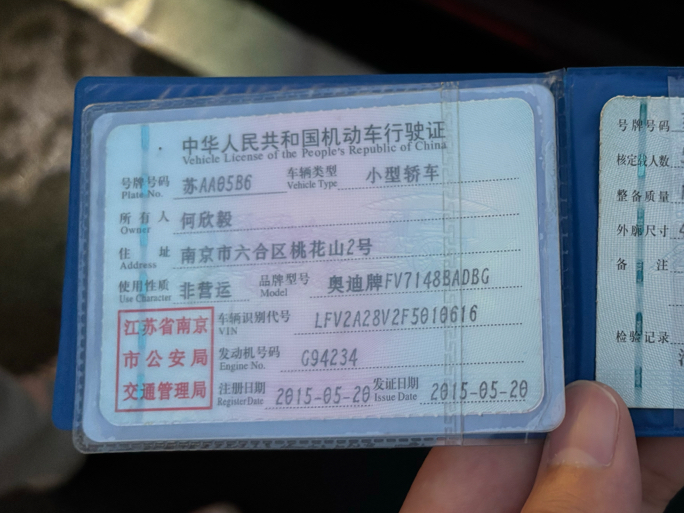 中华人民共和国机动车行驶证
Vehicle License of the People's Republic of China
号牌号码 苏AA05B6 车辆类型 小型轿车
Plate No. Vehicle Type
所有人 何欣毅
Owner
住址 南京市六合区桃花山2号
Address
使用性质 非营运 品牌型号 奥迪牌FV7148BADBG
Use Character Model
江苏省南京
市公安局
交通管理局
车辆识别代号 LFV2A28V2F5010616
VIN
发动机号码 G94234
Engine No.
注册日期 2015-05-20 发证日期 2015-05-20
Register Date Issue Date
号牌号码
核定载人数
整备质量
外廓尺寸
备注
检验记录